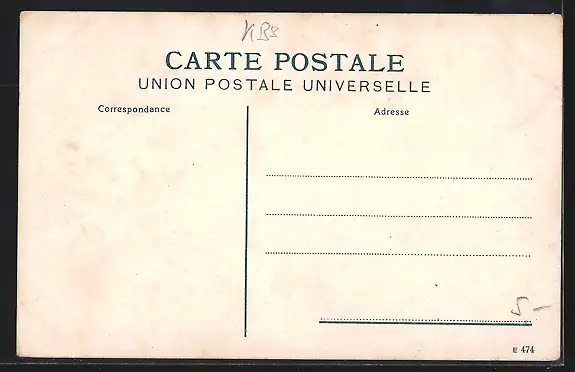 CARTE POSTALE
UNION POSTALE UNIVERSELLE
Correspondance
Adresse
5 -
E 474